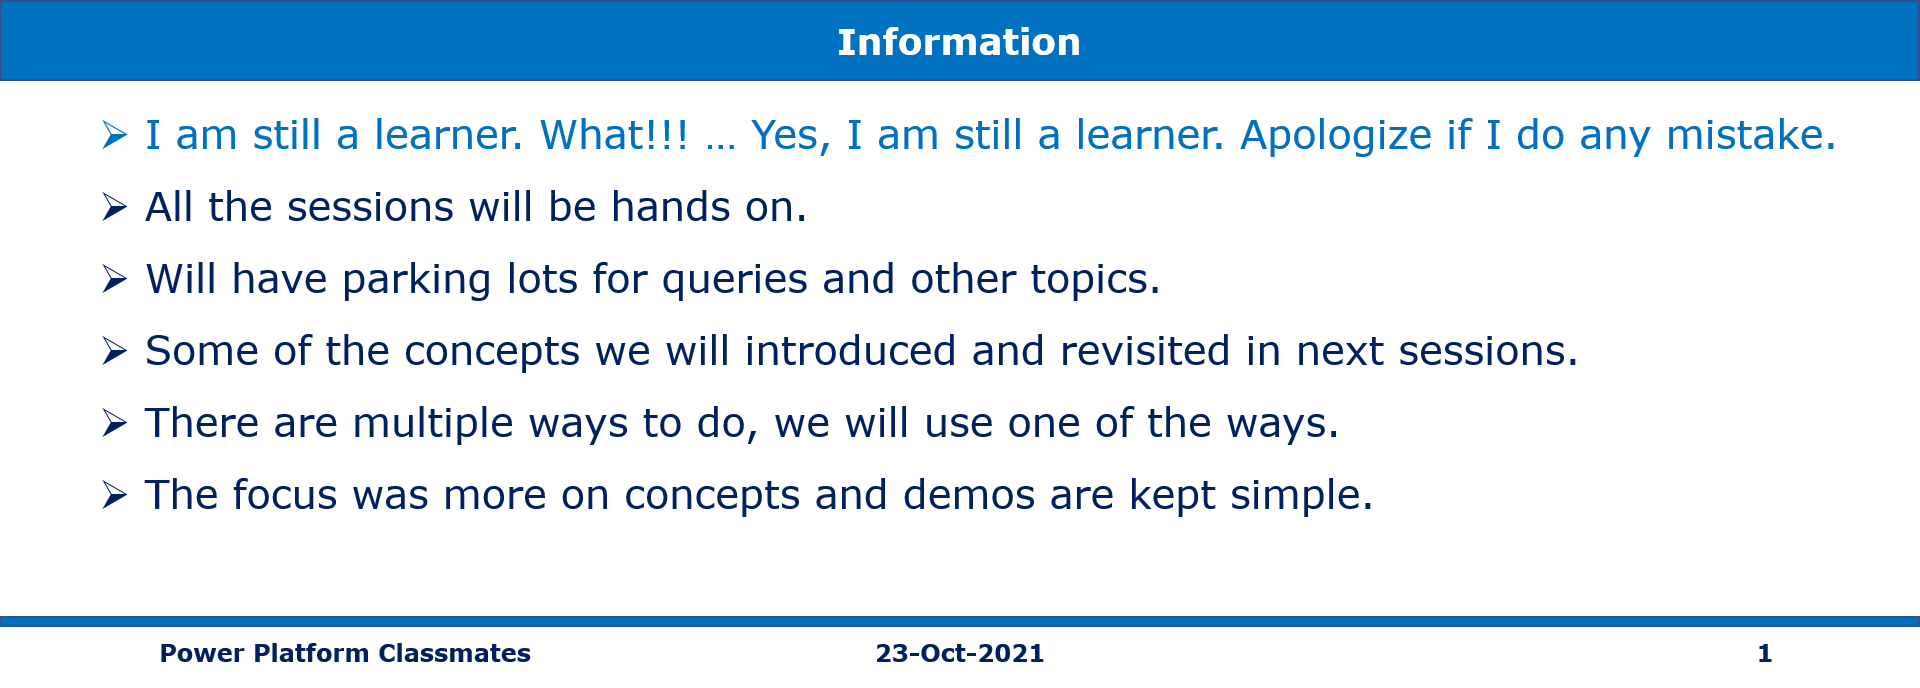 Information
➢ I am still a learner. What!!! … Yes, I am still a learner. Apologize if I do any mistake.
➢ All the sessions will be hands on.
➢ Will have parking lots for queries and other topics.
➢ Some of the concepts we will introduced and revisited in next sessions.
➢ There are multiple ways to do, we will use one of the ways.
➢ The focus was more on concepts and demos are kept simple.
Power Platform Classmates 23-Oct-2021 1